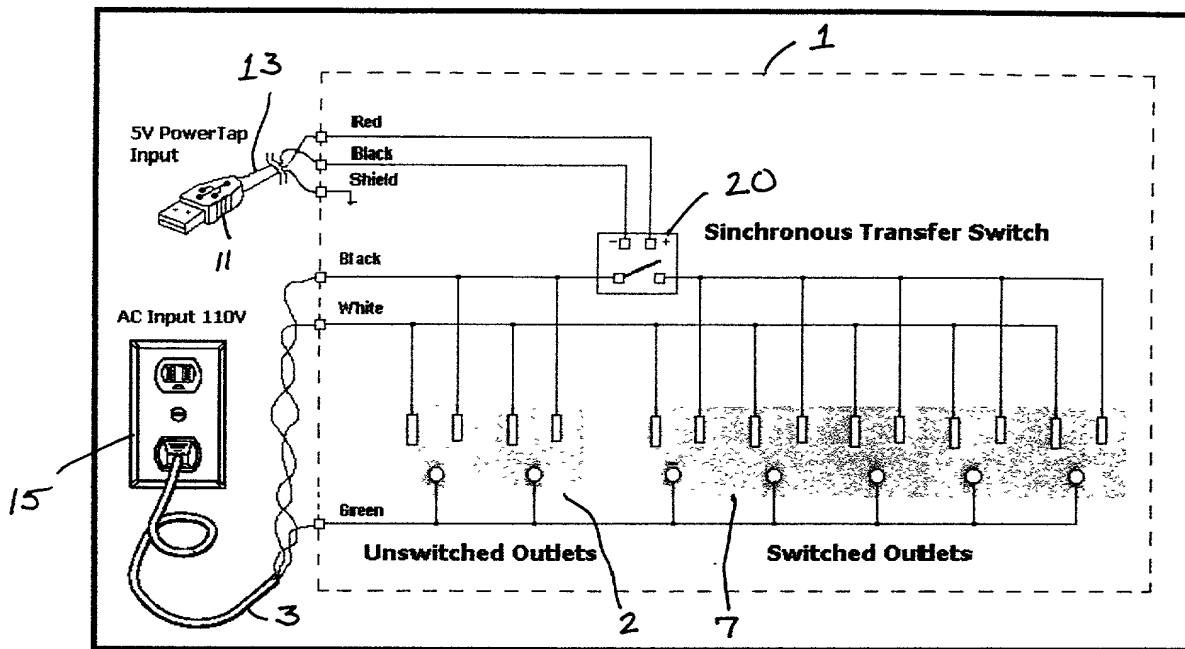 1
13
5V PowerTap
Input
Red
Black
Shield
11
20
Sinchronous Transfer Switch
- +
Black
White
AC Input 110V
15
Green
Unswitched Outlets
Switched Outlets
3
2
7